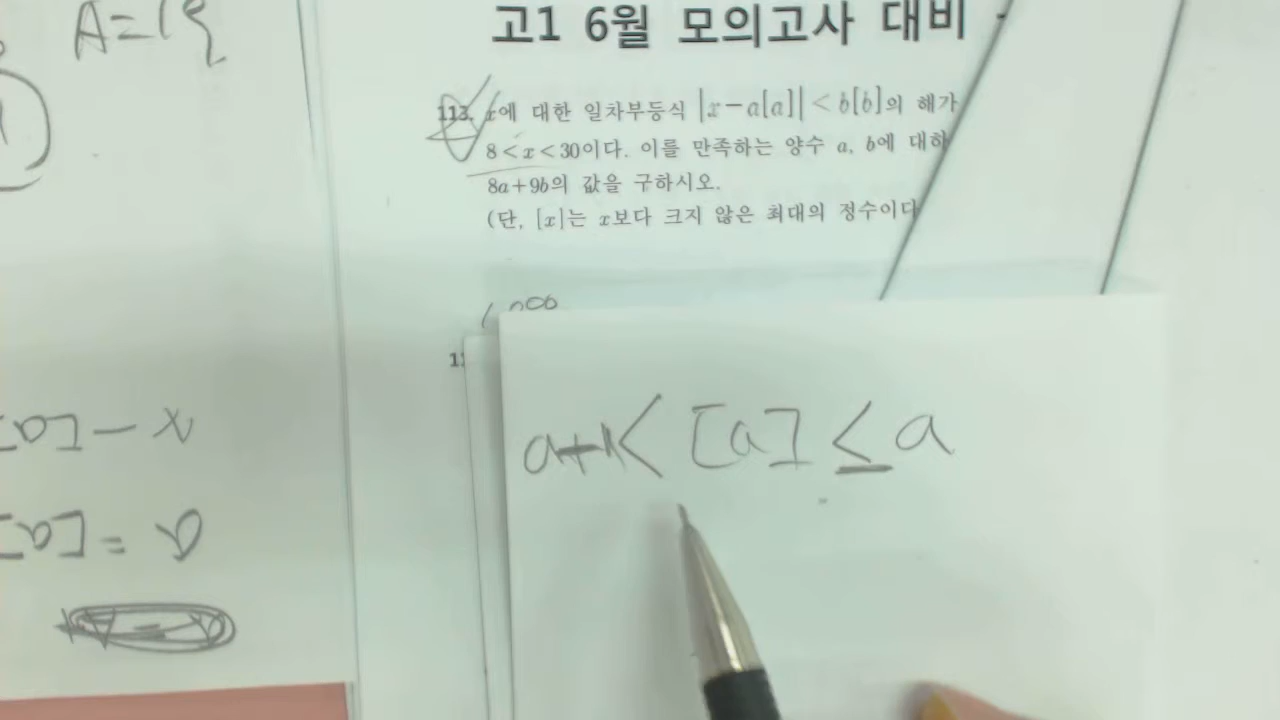 A=
고1 6월 모의고사 대비
113. x에 대한 일차부등식 |x-a[a]| < b[b]의 해가
8<x<30이다. 이를 만족하는 양수 a, b에 대하
8a+9b의 값을 구하시오.
(단, [x]는 x보다 크지 않은 최대의 정수이다
11
a+1< [a] ≤ a